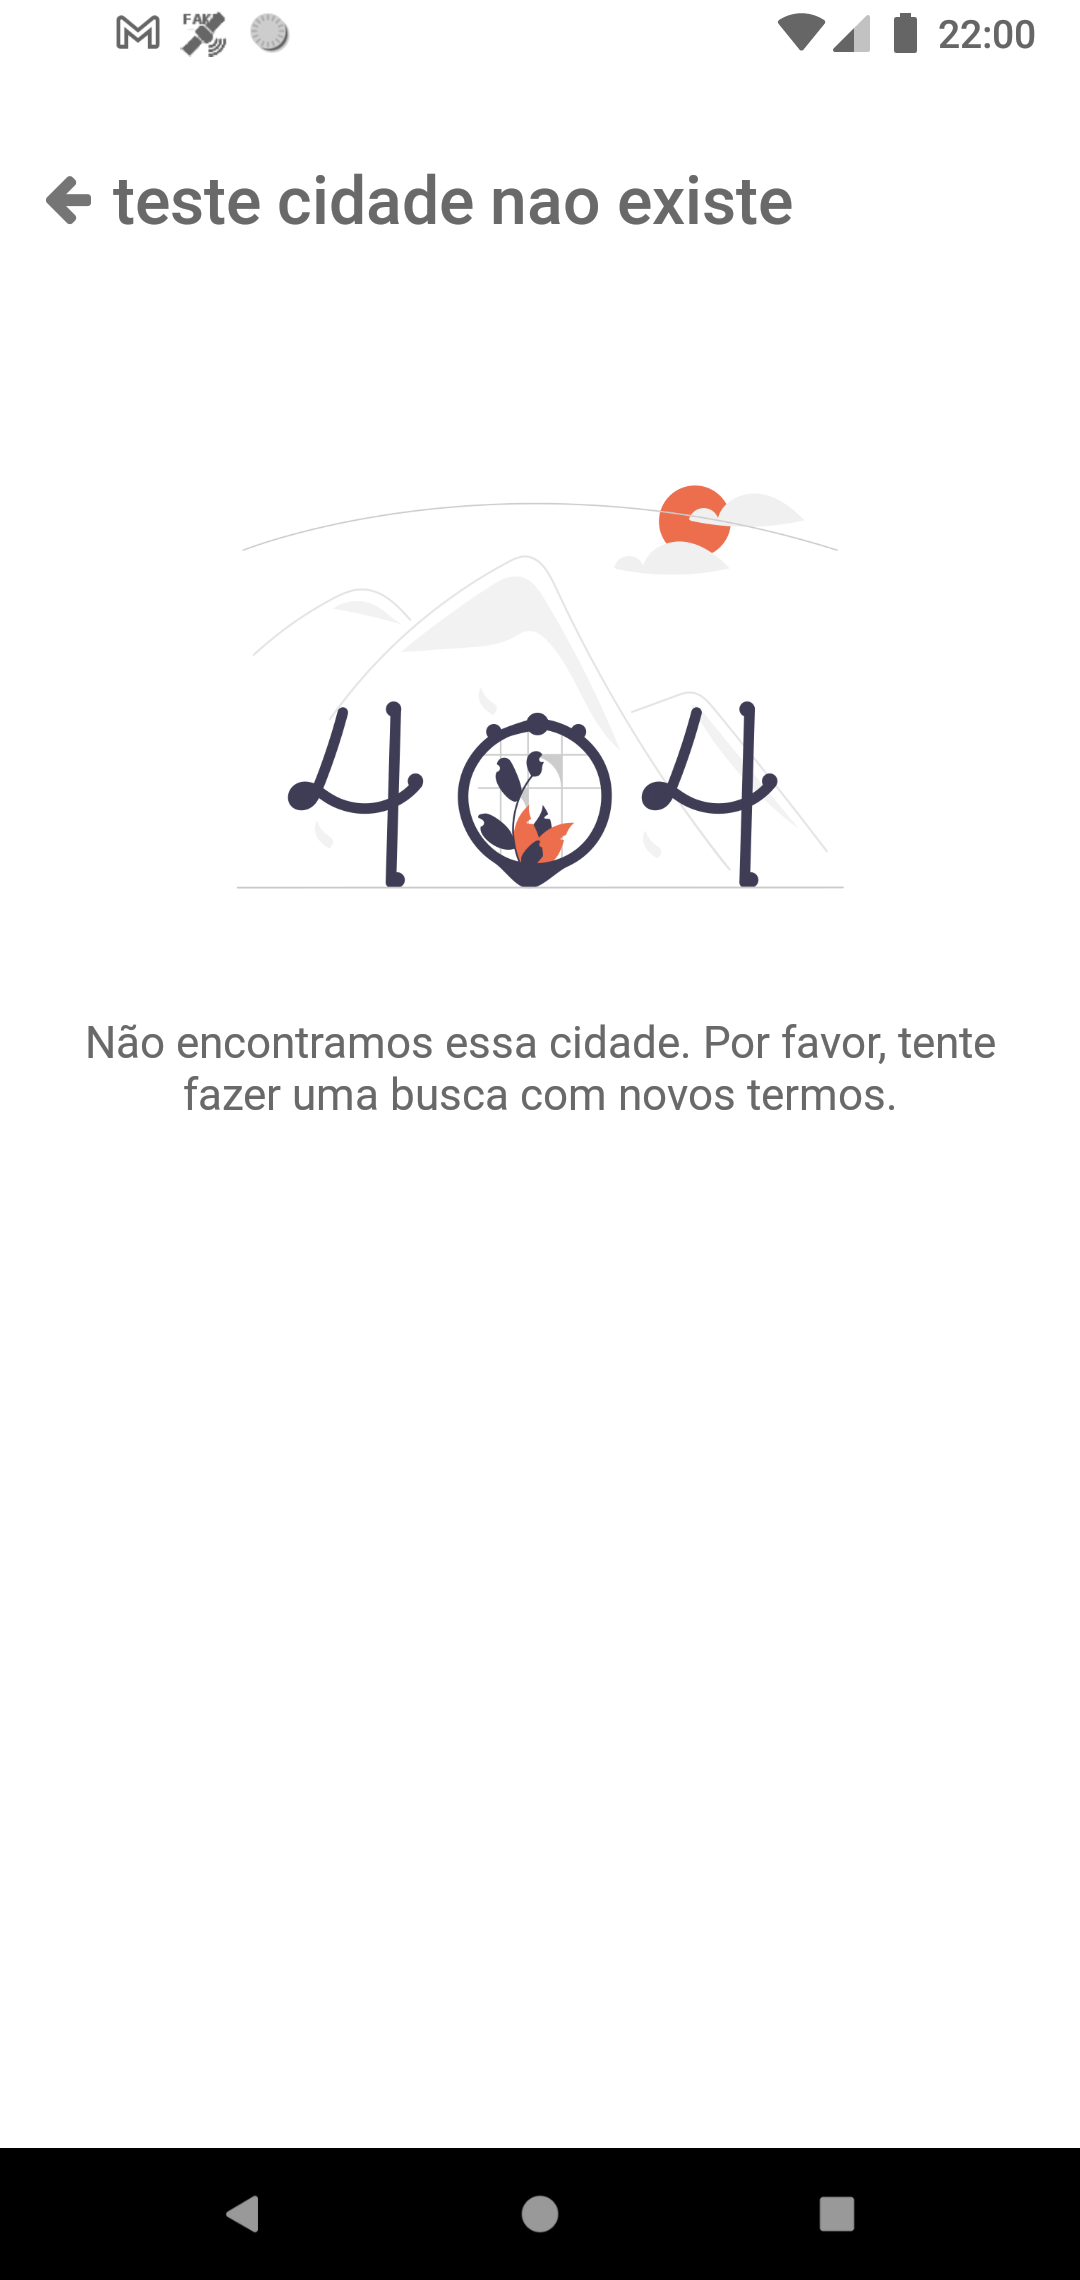 FAKE
22:00
teste cidade nao existe
404
Não encontramos essa cidade. Por favor, tente
fazer uma busca com novos termos.